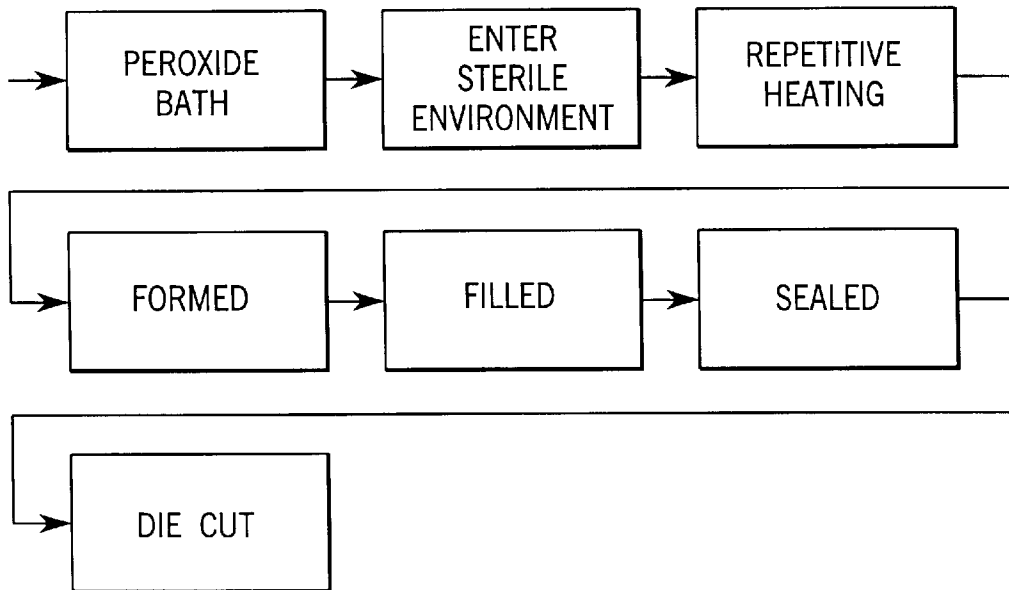 PEROXIDE
BATH
ENTER
STERILE
ENVIRONMENT
REPETITIVE
HEATING
FORMED
FILLED
SEALED
DIE CUT